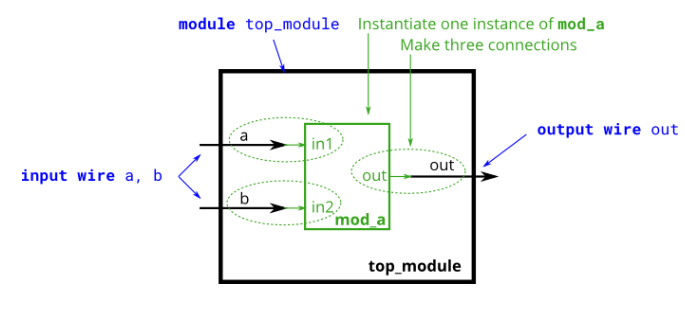 module top_module
Instantiate one instance of mod_a
Make three connections
a
in1
output wire out
out
out
input wire a, b
b
in2
mod_a
top_module